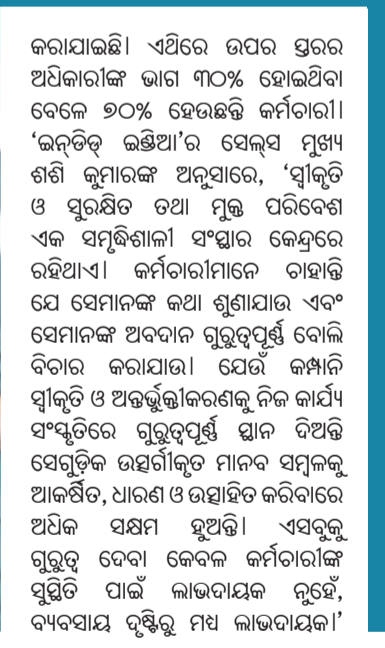 କରାଯାଇଛି। ଏଥିରେ ଉପର ସ୍ତରର
ଅଧିକାରୀଙ୍କ ଭାଗ ୩୦% ହୋଇଥିବା
ବେଳେ ୭୦% ହେଉଛନ୍ତି କର୍ମଚାରୀ।
‘ଇନ୍‌ଡିଡ୍‌ ଇଣ୍ଡିଆ’ର ସେଲ୍‌ସ ମୁଖ୍ୟ
ଶଶି କୁମାରଙ୍କ ଅନୁସାରେ, ‘ସ୍ୱୀକୃତି
ଓ ସୁରକ୍ଷିତ ତଥା ମୁକ୍ତ ପରିବେଶ
ଏକ ସମୃଦ୍ଧିଶାଳୀ ସଂସ୍ଥାର କେନ୍ଦ୍ରରେ
ରହିଥାଏ। କର୍ମଚାରୀମାନେ ଚାହାନ୍ତି
ଯେ ସେମାନଙ୍କ କଥା ଶୁଣାଯାଉ ଏବଂ
ସେମାନଙ୍କ ଅବଦାନ ଗୁରୁତ୍ୱପୂର୍ଣ୍ଣ ବୋଲି
ବିଚାର କରାଯାଉ। ଯେଉଁ କମ୍ପାନି
ସ୍ୱୀକୃତି ଓ ଅନ୍ତର୍ଭୁକ୍ତୀକରଣକୁ ନିଜ କାର୍ଯ୍ୟ
ସଂସ୍କୃତିରେ ଗୁରୁତ୍ୱପୂର୍ଣ୍ଣ ସ୍ଥାନ ଦିଅନ୍ତି
ସେଗୁଡ଼ିକ ଉତ୍ସର୍ଗୀକୃତ ମାନବ ସମ୍ବଳକୁ
ଆକର୍ଷିତ, ଧାରଣ ଓ ଉତ୍ସାହିତ କରିବାରେ
ଅଧିକ ସକ୍ଷମ ହୁଅନ୍ତି। ଏସବୁକୁ
ଗୁରୁତ୍ୱ ଦେବା କେବଳ କର୍ମଚାରୀଙ୍କ
ସୁସ୍ଥିତି ପାଇଁ ଲାଭଦାୟକ ନୁହେଁ,
ବ୍ୟବସାୟ ଦୃଷ୍ଟିରୁ ମଧ୍ୟ ଲାଭଦାୟକ।’